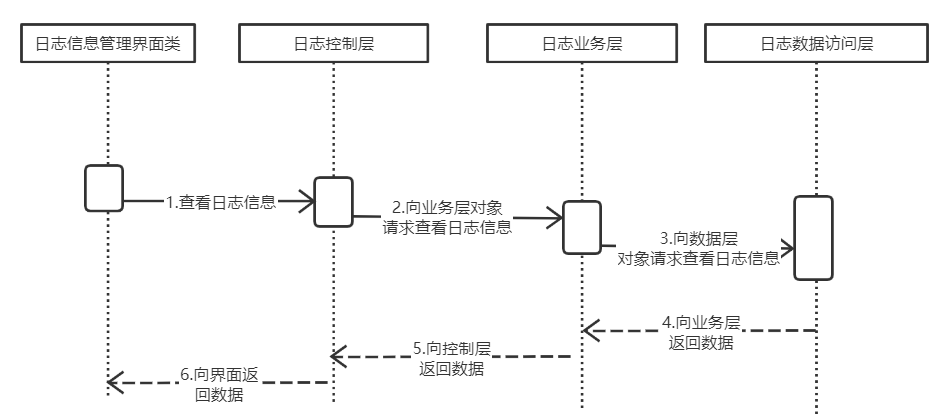 日志信息管理界面类
日志控制层
日志业务层
日志数据访问层
1.查看日志信息
2.向业务层对象
请求查看日志信息
3.向数据层
对象请求查看日志信息
4.向业务层
返回数据
5.向控制层
返回数据
6.向界面返
回数据